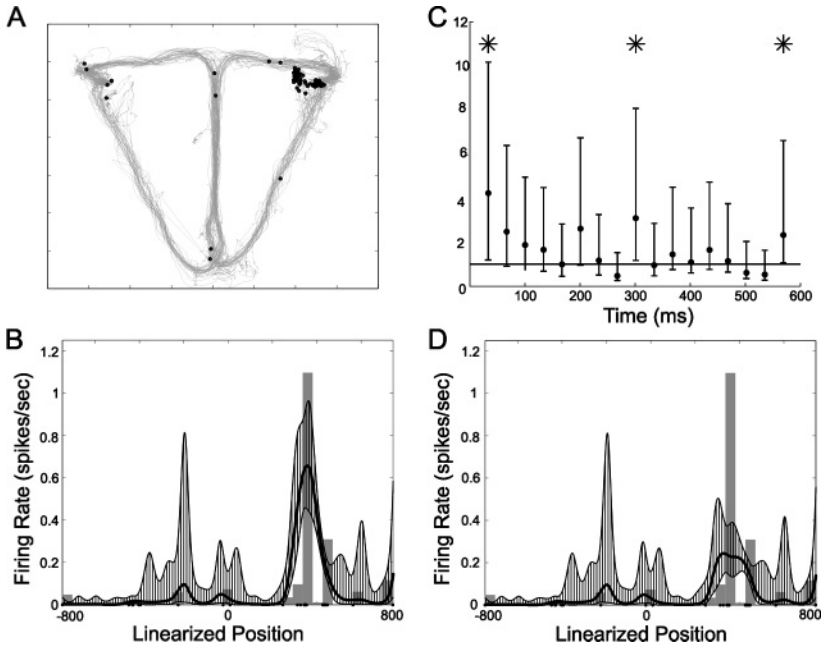 A
C
12
10
8
6
4
2
1
0
100 200 300 400 500 600
Time (ms)
B
D
Firing Rate (spikes/sec)
1.2
1
0.8
0.6
0.4
0.2
0
-800 0 800
Linearized Position
Firing Rate (spikes/sec)
1.2
1
0.8
0.6
0.4
0.2
0
-800 0 800
Linearized Position